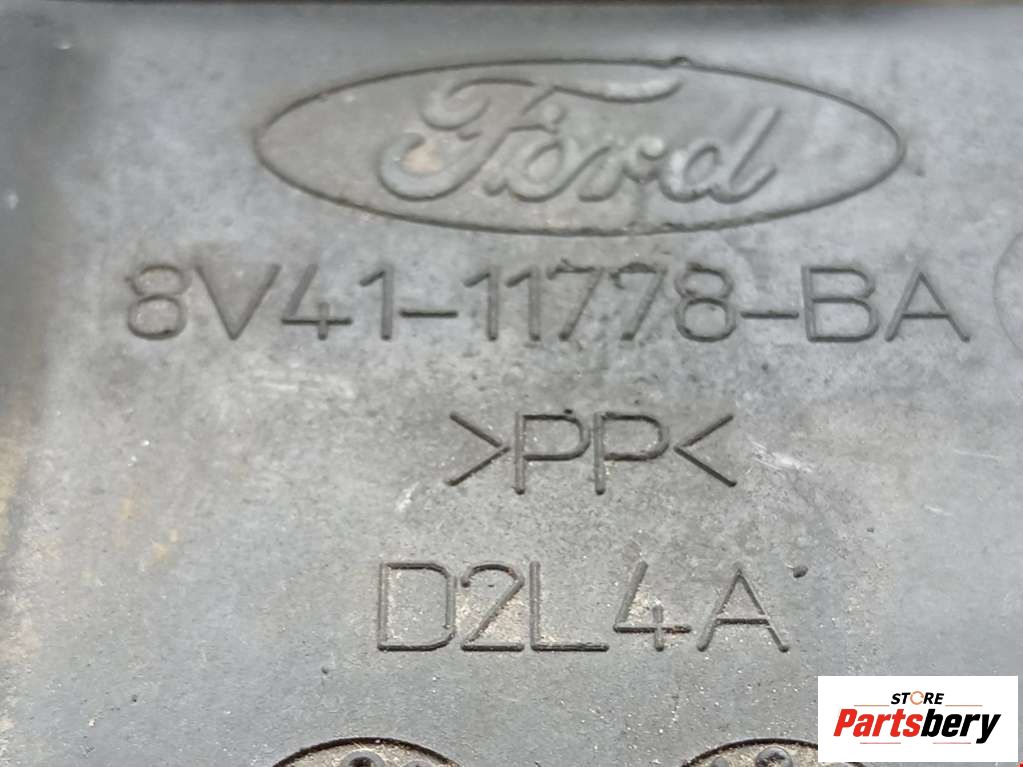 Ford
8V41-11778-BA
>PP<
D2L4A
STORE
Partsbery